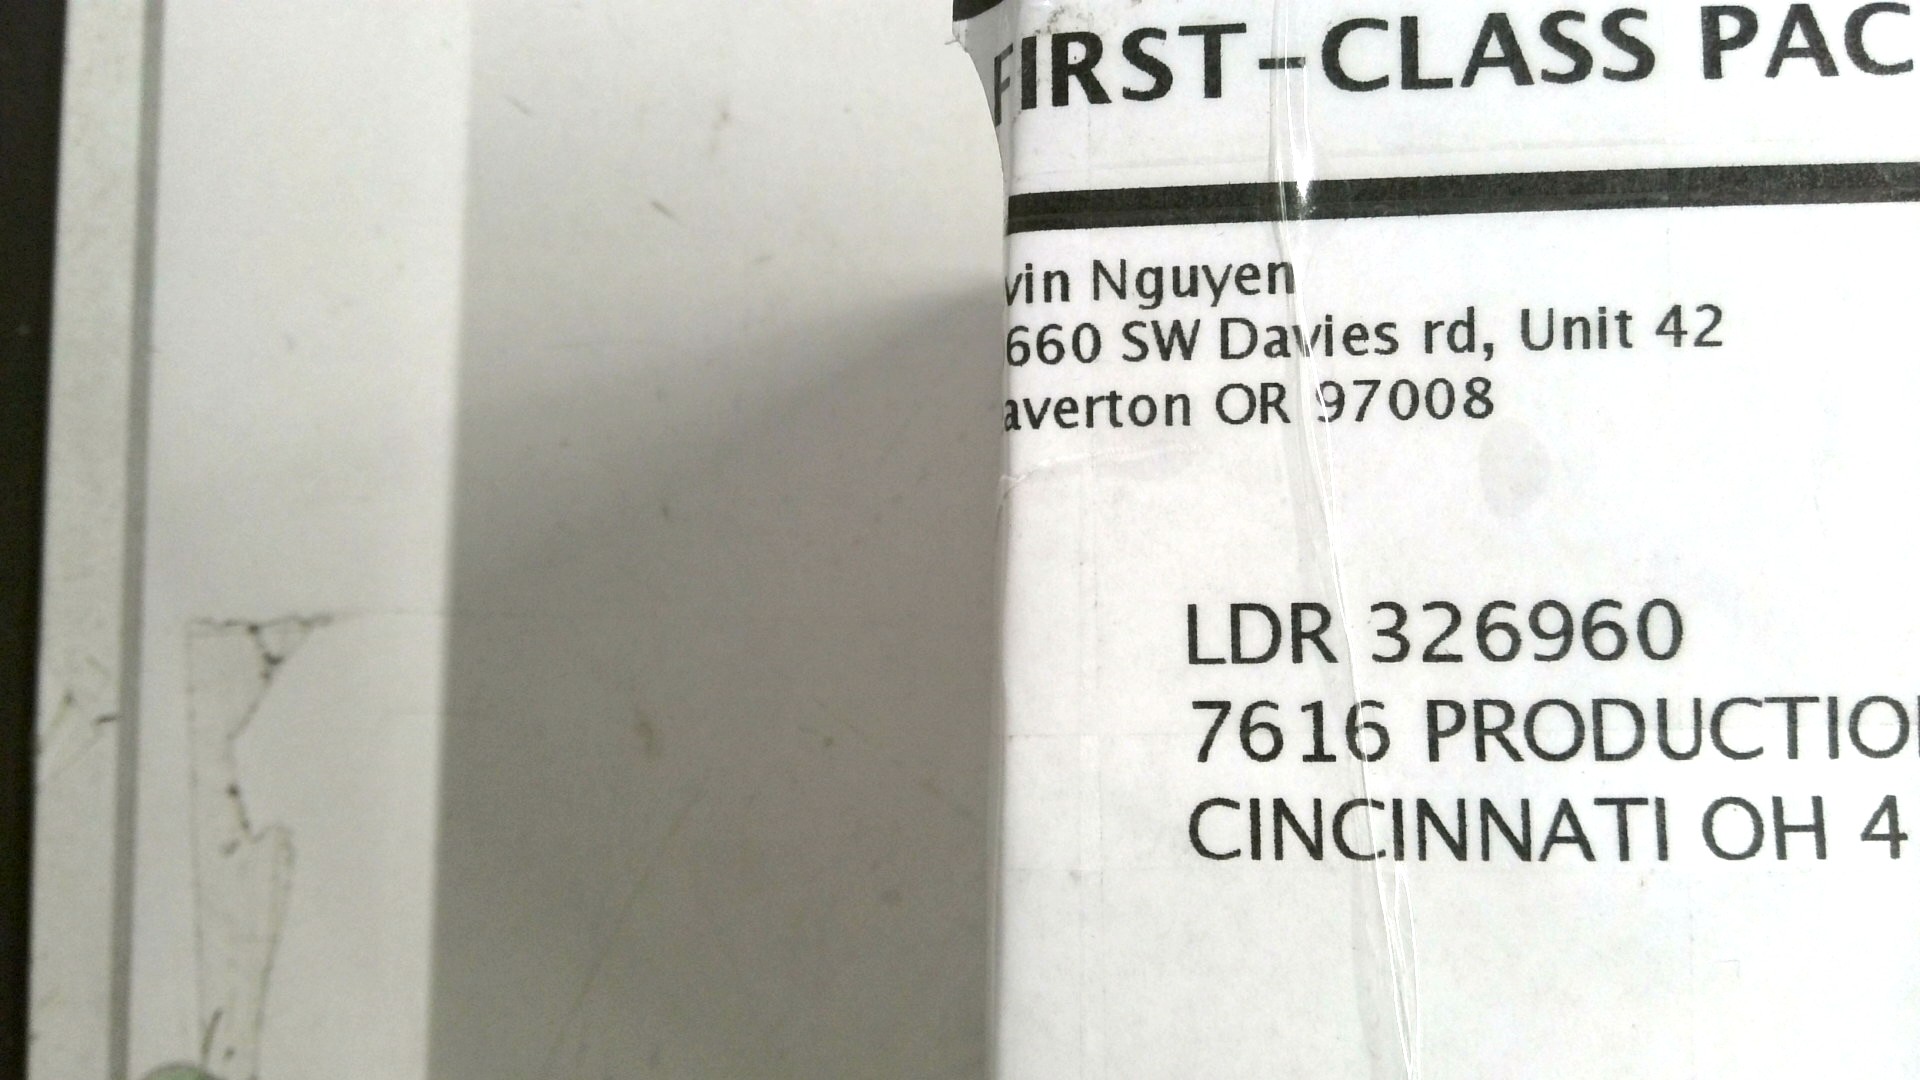 FIRST-CLASS PAC
vin Nguyen
660 SW Davies rd, Unit 42
averton OR 97008
LDR 326960
7616 PRODUCTIO
CINCINNATI OH 4